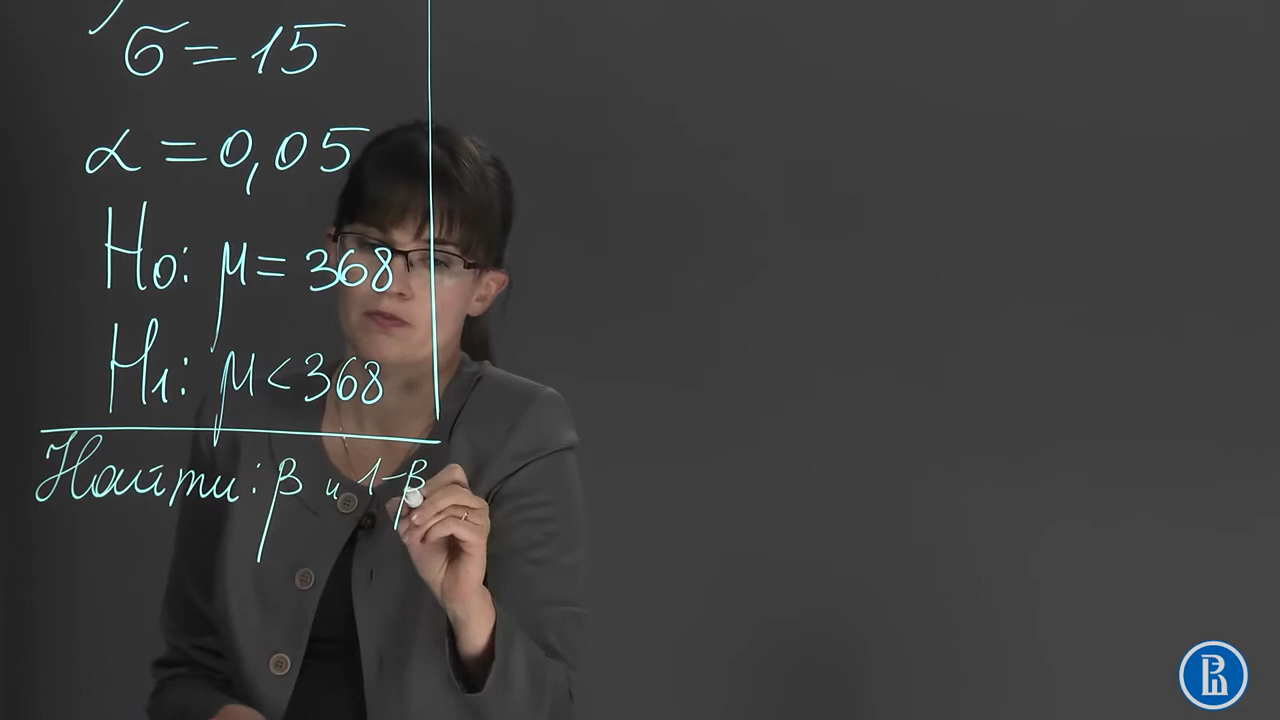 σ = 15
α = 0,05
H0: μ = 368
H1: μ < 368
Найти: β и 1-β